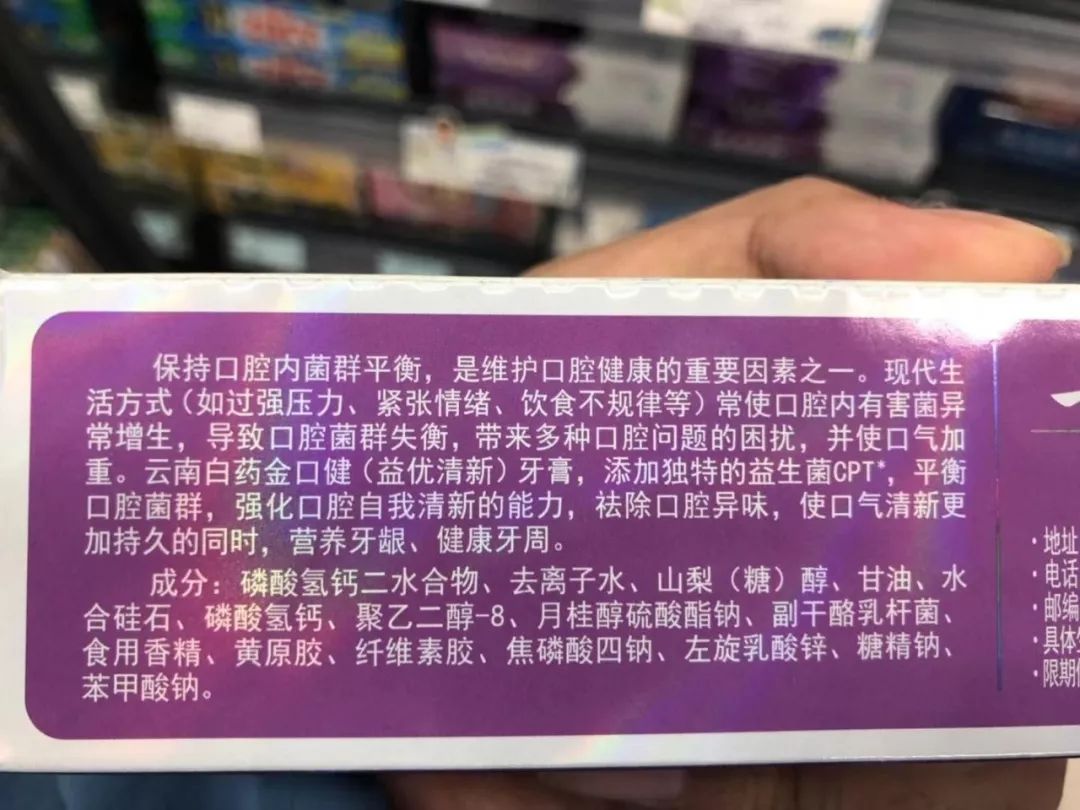 保持口腔内菌群平衡，是维护口腔健康的重要因素之一。现代生
活方式（如过强压力、紧张情绪、饮食不规律等）常使口腔内有害菌异
常增生，导致口腔菌群失衡，带来多种口腔问题的困扰，并使口气加
重。云南白药金口健（益优清新）牙膏，添加独特的益生菌CPT*，平衡
口腔菌群，强化口腔自我清新的能力，祛除口腔异味，使口气清新更
加持久的同时，营养牙龈、健康牙周。
成分：磷酸氢钙二水合物、去离子水、山梨（糖）醇、甘油、水
合硅石、磷酸氢钙、聚乙二醇-8、月桂醇硫酸酯钠、副干酪乳杆菌、
食用香精、黄原胶、纤维素胶、焦磷酸四钠、左旋乳酸锌、糖精钠、
苯甲酸钠。
·地址
·电话
·邮编
·具体
·限期